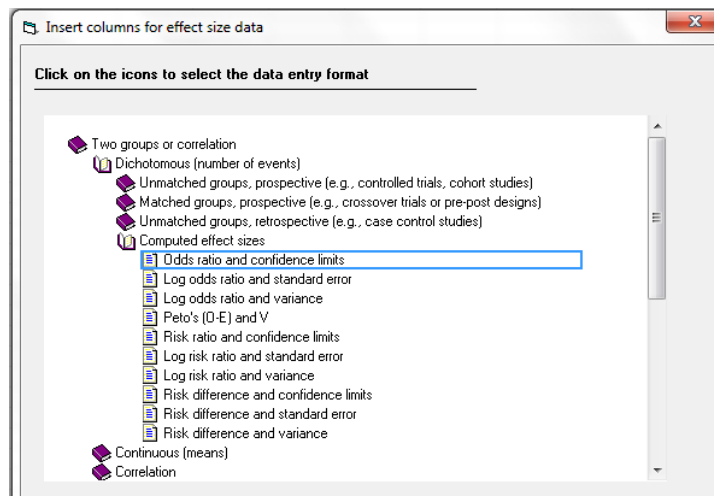 Insert columns for effect size data
Click on the icons to select the data entry format
Two groups or correlation
Dichotomous (number of events)
Unmatched groups, prospective (e.g., controlled trials, cohort studies)
Matched groups, prospective (e.g., crossover trials or pre-post designs)
Unmatched groups, retrospective (e.g., case control studies)
Computed effect sizes
Odds ratio and confidence limits
Log odds ratio and standard error
Log odds ratio and variance
Peto's (O-E) and V
Risk ratio and confidence limits
Log risk ratio and standard error
Log risk ratio and variance
Risk difference and confidence limits
Risk difference and standard error
Risk difference and variance
Continuous (means)
Correlation